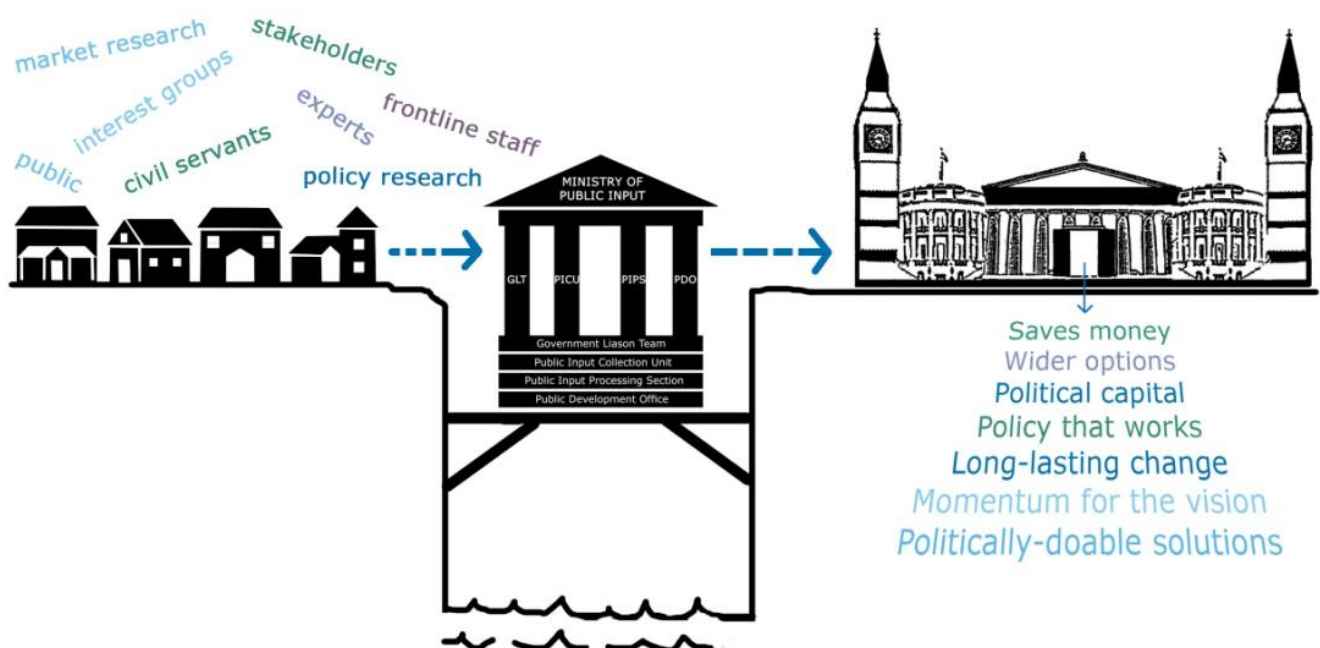 market research
stakeholders
interest groups
experts
frontline staff
public
civil servants
policy research
MINISTRY OF
PUBLIC INPUT
GLT PICU PIPS PDO
Government Liason Team
Public Input Collection Unit
Public Input Processing Section
Public Development Office
Saves money
Wider options
Political capital
Policy that works
Long-lasting change
Momentum for the vision
Politically-doable solutions